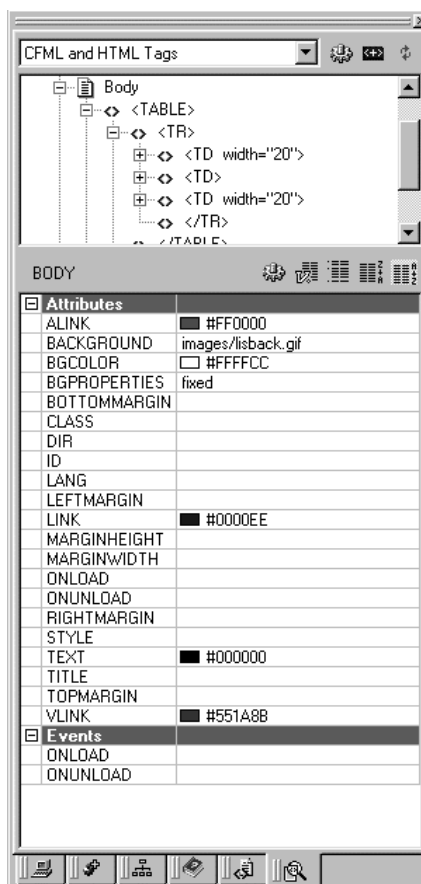 CFML and HTML Tags
Body
<TABLE>
<TR>
<TD width="20">
<TD>
<TD width="20">
</TR>
</TABLE>
BODY
Attributes
ALINK #FF0000
BACKGROUND images/lisback.gif
BGCOLOR #FFFFCC
BGPROPERTIES fixed
BOTTOMMARGIN
CLASS
DIR
ID
LANG
LEFTMARGIN
LINK #0000EE
MARGINHEIGHT
MARGINWIDTH
ONLOAD
ONUNLOAD
RIGHTMARGIN
STYLE
TEXT #000000
TITLE
TOPMARGIN
VLINK #551A8B
Events
ONLOAD
ONUNLOAD